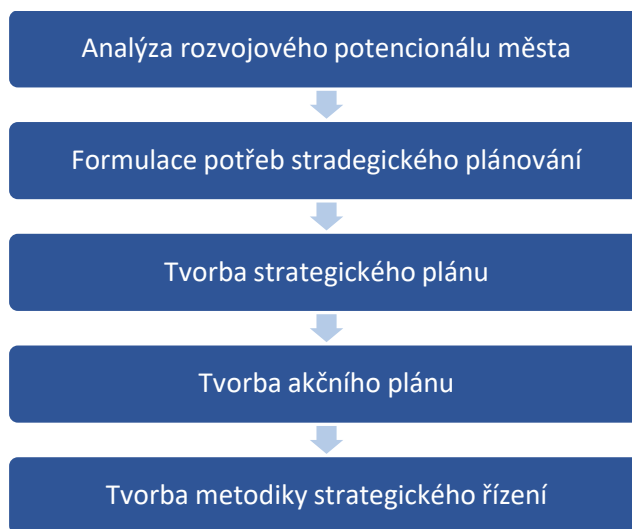 Analýza rozvojového potencionálu města
Formulace potřeb stradegického plánování
Tvorba strategického plánu
Tvorba akčního plánu
Tvorba metodiky strategického řízení